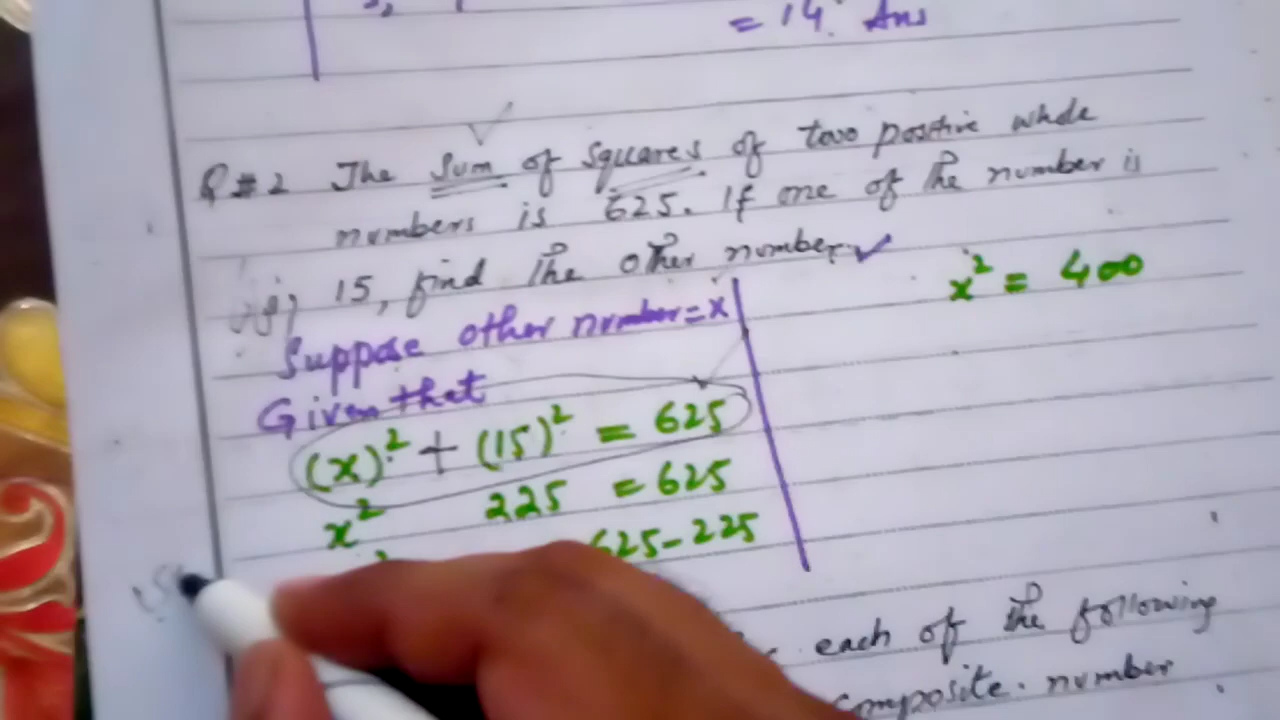 = 14. Ans
Q#2 The Sum of Squares of two positive whole
numbers is 625. If one of the number is
15, find the other number.
Suppose other number = x
Given that
(x)² + (15)² = 625
x² 225 = 625
625-225
x² = 400
each of the following
composite. number